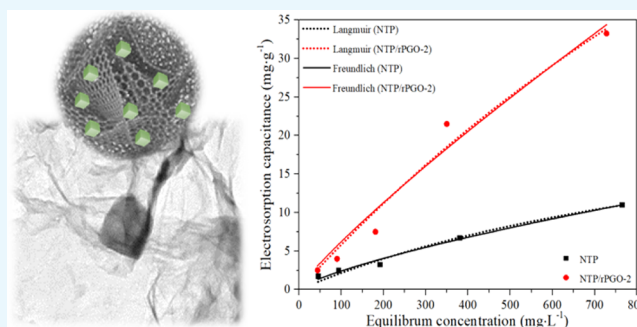 Langmuir (NTP)
Langmuir (NTP/rPGO-2)
Freundlich (NTP)
Freundlich (NTP/rPGO-2)
Electrosorption capacitance (mg·g⁻¹)
35
30
25
20
15
10
5
0
NTP
NTP/rPGO-2
0 100 200 300 400 500 600 700 800
Equilibrum concentration (mg·L⁻¹)